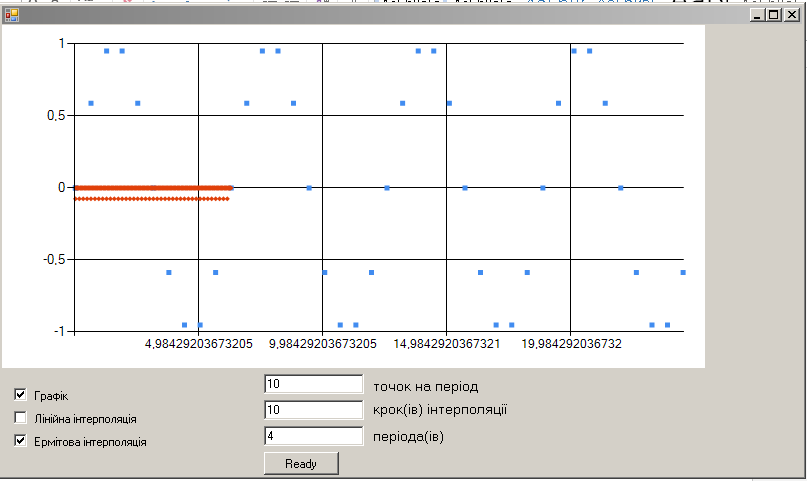 1
0,5
0
-0,5
-1
4,98429203673205 9,98429203673205 14,9842920367321 19,984292036732
Графік
Лінійна інтерполяція
Ермітова інтерполяція
10 точок на період
10 крок(ів) інтерполяції
4 періода(ів)
Ready